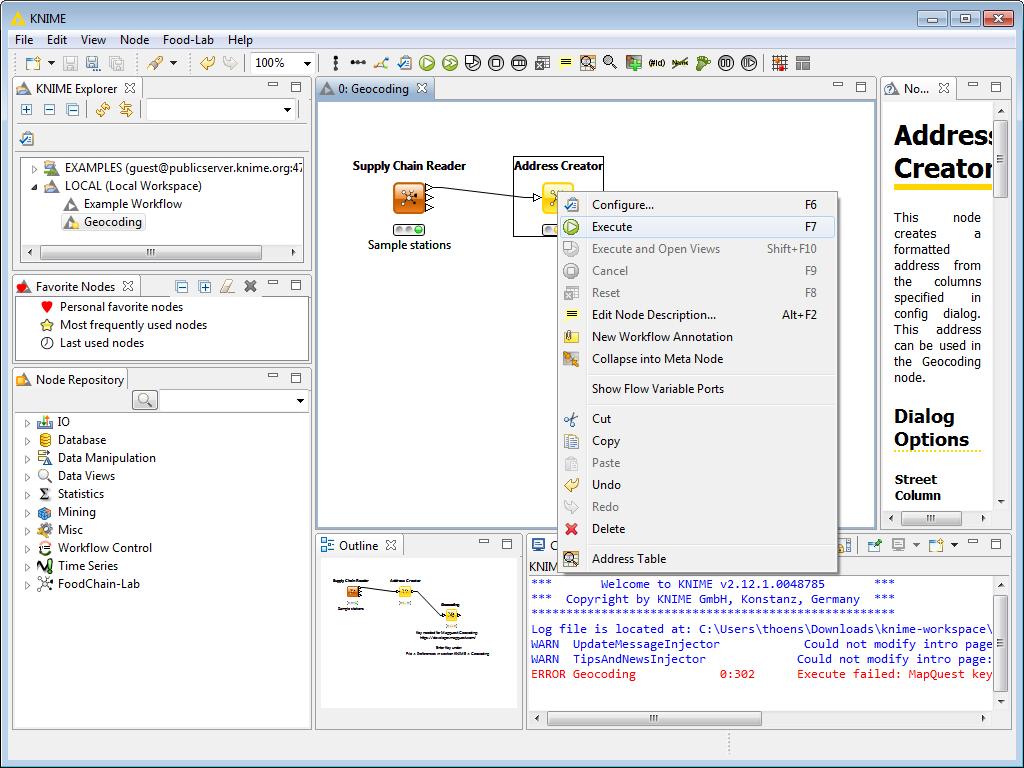 KNIME
File Edit View Node Food-Lab Help
100%
KNIME Explorer
EXAMPLES (guest@publicserver.knime.org:47
LOCAL (Local Workspace)
Example Workflow
Geocoding
Favorite Nodes
Personal favorite nodes
Most frequently used nodes
Last used nodes
Node Repository
IO
Database
Data Manipulation
Data Views
Statistics
Mining
Misc
Workflow Control
Time Series
FoodChain-Lab
0: Geocoding
Supply Chain Reader
Sample stations
Address Creator
Configure... F6
Execute F7
Execute and Open Views Shift+F10
Cancel F9
Reset F8
Edit Node Description... Alt+F2
New Workflow Annotation
Collapse into Meta Node
Show Flow Variable Ports
Cut
Copy
Paste
Undo
Redo
Delete
Address Table
No...
Address
Creator
This node
creates a
formatted
address from
the columns
specified in
config dialog.
This address
can be used in
the Geocoding
node.
Dialog
Options
Street
Column
Outline
Supply Chain Reader
Sample stations
Address Creator
Geocoding
C
KNIM
*** Welcome to KNIME v2.12.1.0048785 ***
*** Copyright by KNIME GmbH, Konstanz, Germany ***
****************************************************
Log file is located at: C:\Users\thoens\Downloads\knime-workspace\
WARN UpdateMessageInjector Could not modify intro page
WARN TipsAndNewsInjector Could not modify intro page:
ERROR Geocoding 0:302 Execute failed: MapQuest key